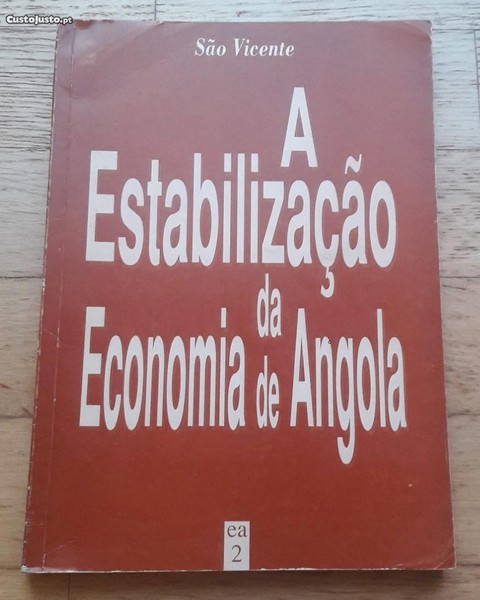 CustoJusto.pt
São Vicente
A
Estabilização
da
Economia de Angola
ea
2